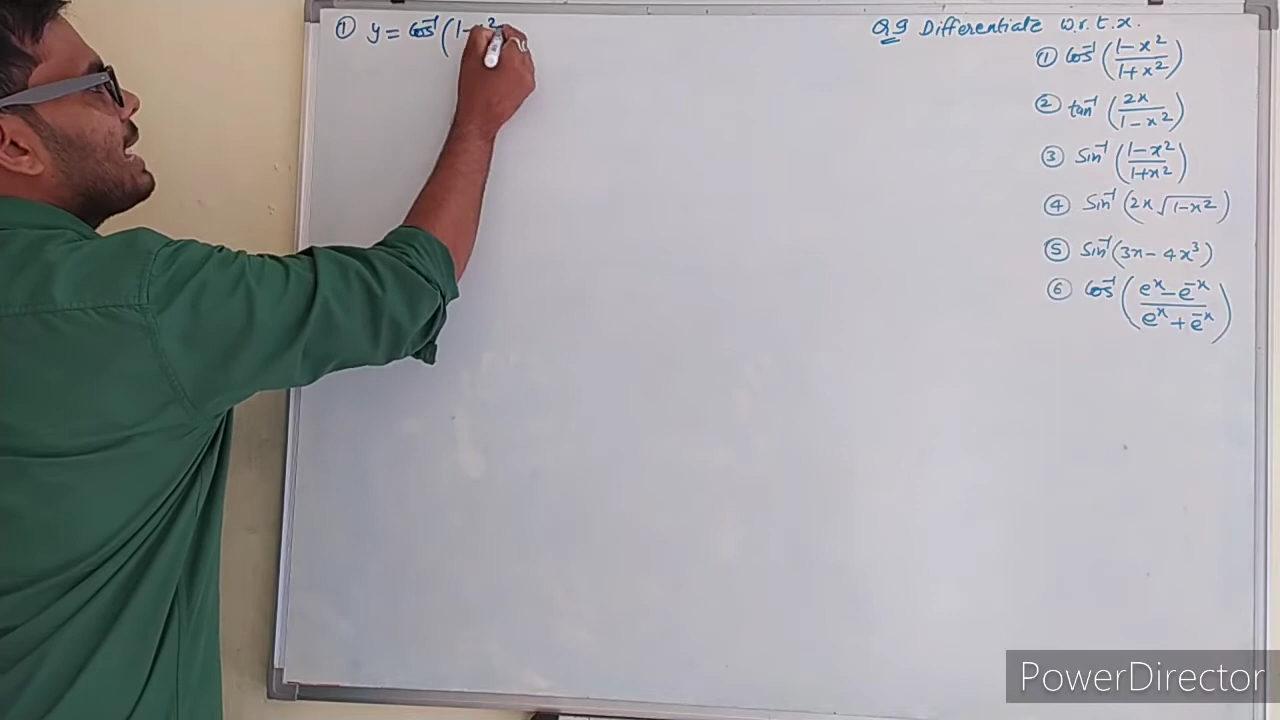 ① y = cos⁻¹(1-x²
Q9 Differentiate w.r.t.x.
① cos⁻¹((1-x²)/(1+x²))
② tan⁻¹(2x/(1-x²))
③ Sin⁻¹((1-x²)/(1+x²))
④ Sin⁻¹(2x√(1-x²))
⑤ Sin⁻¹(3x-4x³)
⑥ cos⁻¹((eˣ-e⁻ˣ)/(eˣ+e⁻ˣ))
PowerDirector